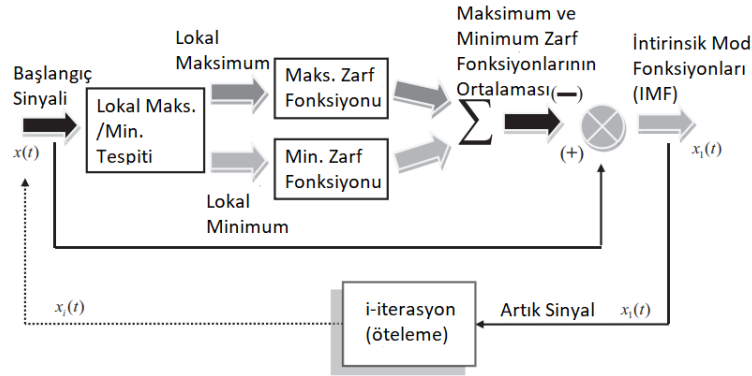 Başlangıç
Sinyali
x(t)
Lokal Maks.
/Min.
Tespiti
Lokal
Maksimum
Lokal
Minimum
Maks. Zarf
Fonksiyonu
Min. Zarf
Fonksiyonu
Maksimum ve
Minimum Zarf
Fonksiyonlarının
Ortalaması
Σ
(−)
(+)
İntirinsik Mod
Fonksiyonları
(IMF)
x₁(t)
xᵢ(t)
i-iterasyon
(öteleme)
Artık Sinyal x₁(t)